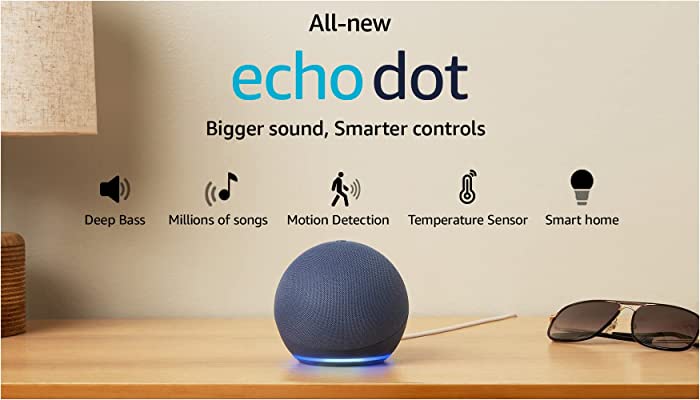 All-new
echo dot
Bigger sound, Smarter controls
Deep Bass
Millions of songs
Motion Detection
Temperature Sensor
Smart home